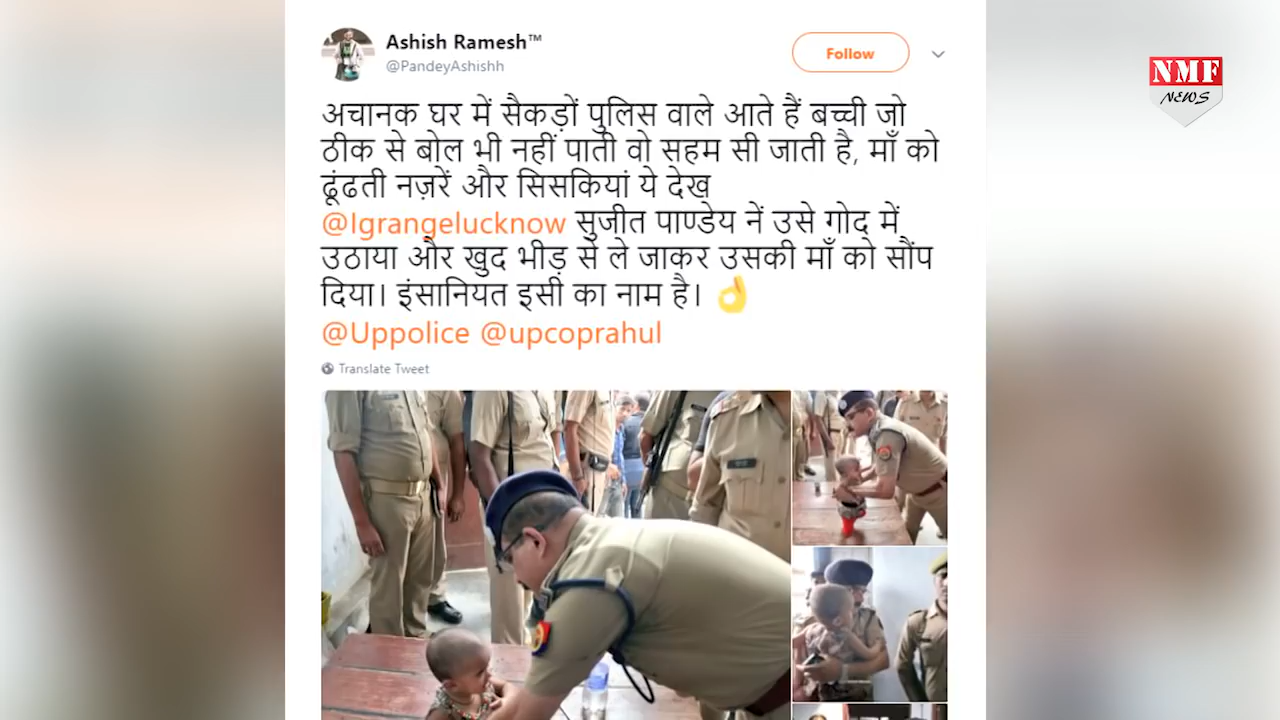 Ashish Ramesh™
@PandeyAshishh
Follow
NMF
NEWS
अचानक घर में सैकड़ों पुलिस वाले आते हैं बच्ची जो
ठीक से बोल भी नहीं पाती वो सहम सी जाती है, माँ को
ढूंढती नज़रें और सिसकियां ये देख
@Igrangelucknow सुजीत पाण्डेय नें उसे गोद में
उठाया और खुद भीड़ से ले जाकर उसकी माँ को सौंप
दिया। इंसानियत इसी का नाम है। 👌
@Uppolice @upcoprahul
Translate Tweet